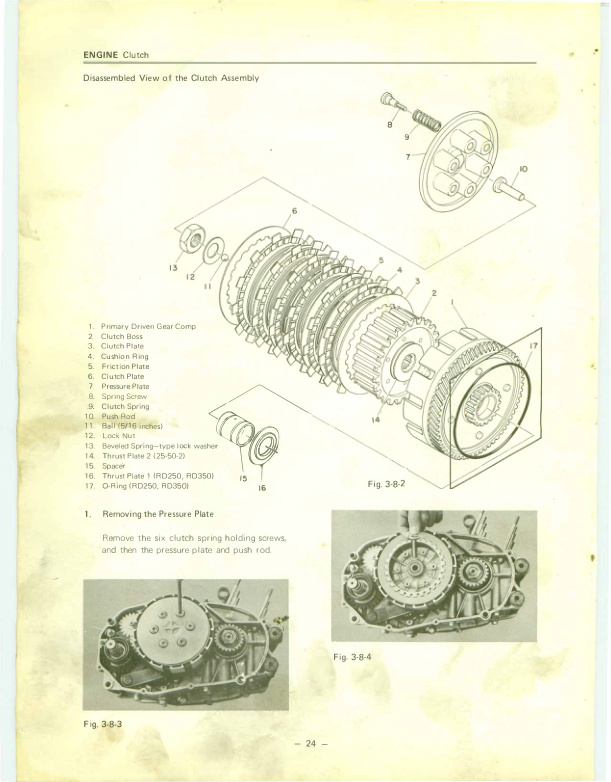 ENGINE Clutch
Disassembled View of the Clutch Assembly
8
9
7
10
6
13
12
11
5
4
3
2
1
17
14
1. Primary Driven Gear Comp
2 Clutch Boss
3. Clutch Plate
4. Cushion Ring
5. Friction Plate
6. Clutch Plate
7 Pressure Plate
8. Spring Screw
9. Clutch Spring
10. Push Rod
11. Ball (5/16 inches)
12. Lock Nut
13. Beveled Spring–type lock washer
14. Thrust Plate 2 (25-50-2)
15. Spacer
16. Thrust Plate 1 (RD250, RD350)
17. O-Ring (RD250, RD350)
15
16
Fig. 3-8-2
1. Removing the Pressure Plate
Remove the six clutch spring holding screws,
and then the pressure plate and push rod.
Fig. 3-8-4
Fig. 3-8-3
– 24 –